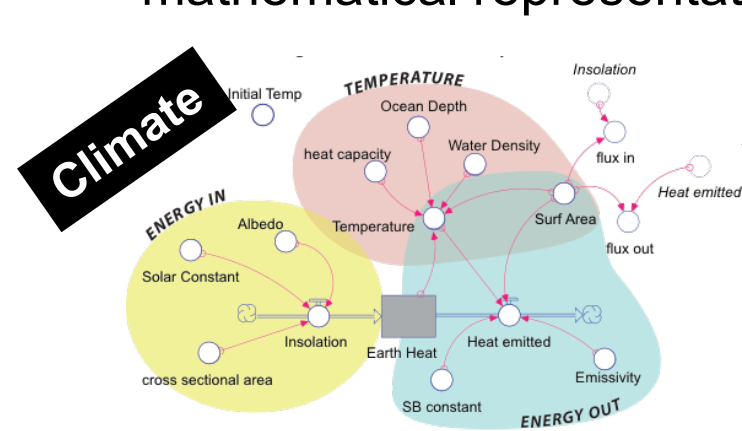 mathematical representat
Climate
Initial Temp
TEMPERATURE
Ocean Depth
heat capacity
Water Density
Temperature
Surf Area
Insolation
flux in
Heat emitted
flux out
ENERGY IN
Albedo
Solar Constant
Insolation
cross sectional area
Earth Heat
Heat emitted
SB constant
Emissivity
ENERGY OUT